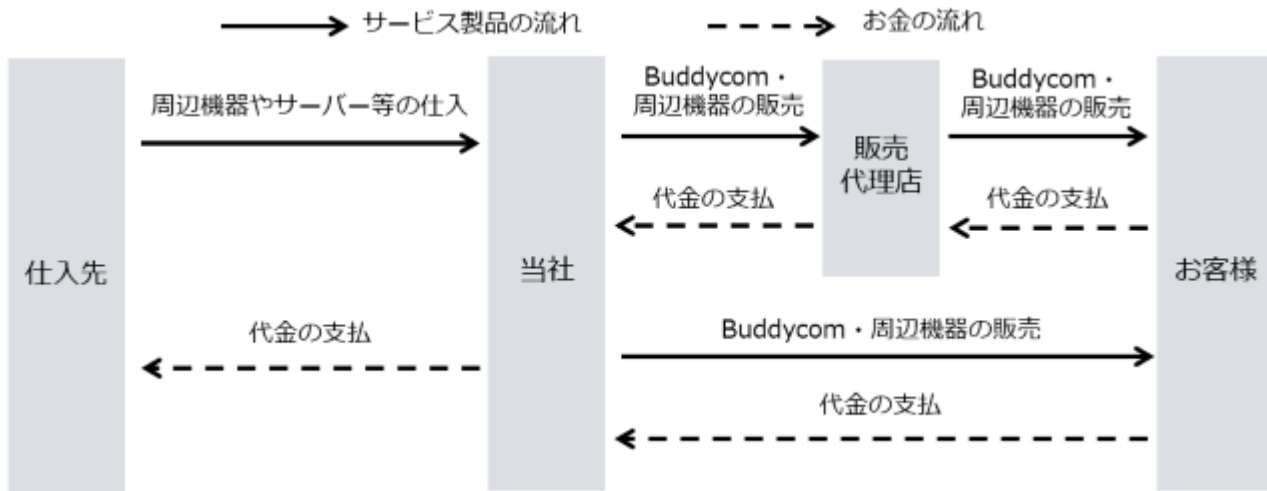 サービス製品の流れ
お金の流れ
仕入先
周辺機器やサーバー等の仕入
代金の支払
当社
Buddycom・
周辺機器の販売
代金の支払
販売
代理店
Buddycom・
周辺機器の販売
代金の支払
Buddycom・周辺機器の販売
代金の支払
お客様